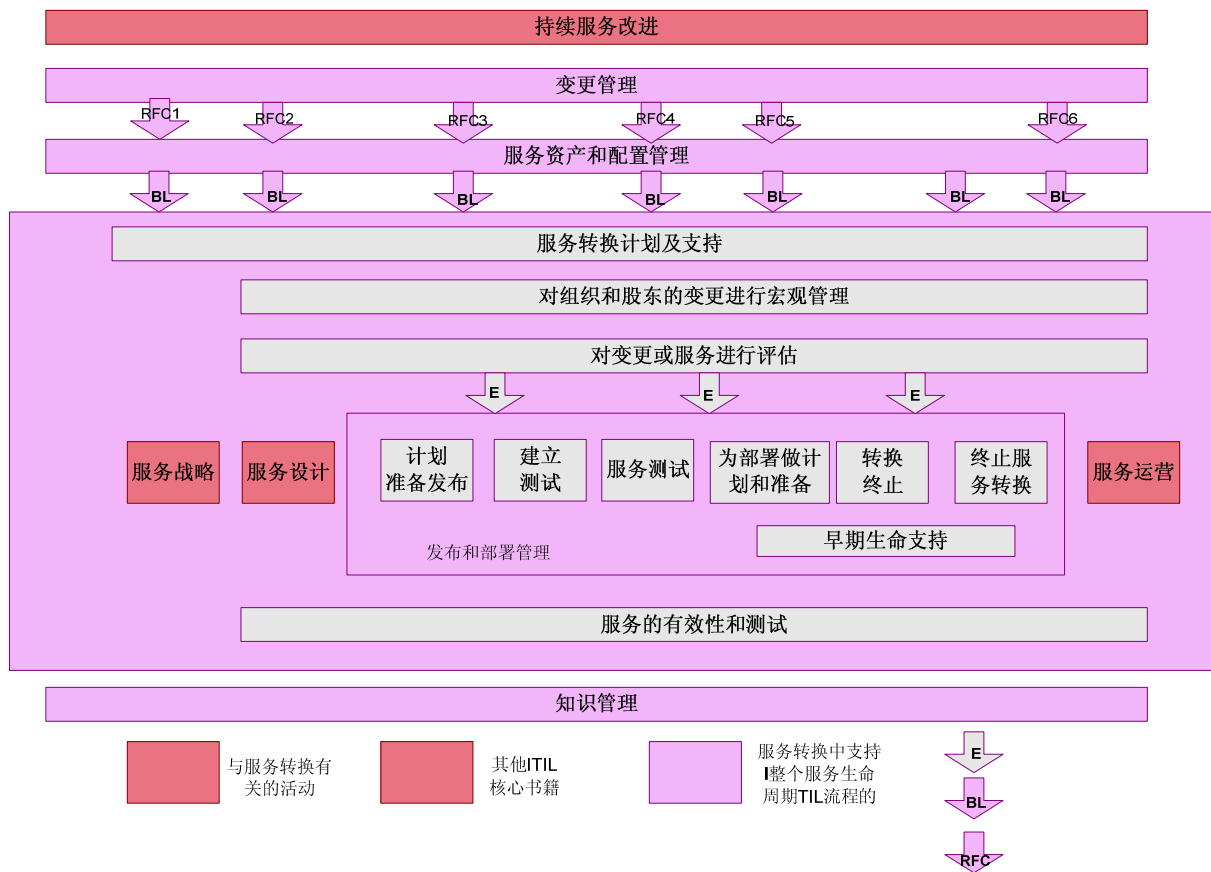 持续服务改进
变更管理
RFC1
RFC2
RFC3
RFC4
RFC5
RFC6
服务资产和配置管理
BL
BL
BL
BL
BL
BL
BL
服务转换计划及支持
对组织和股东的变更进行宏观管理
对变更或服务进行评估
E
E
E
服务战略
服务设计
计划
准备发布
建立
测试
服务测试
为部署做计
划和准备
转换
终止
终止服
务转换
服务运营
早期生命支持
发布和部署管理
服务的有效性和测试
知识管理
与服务转换有
关的活动
其他ITIL
核心书籍
服务转换中支持
I整个服务生命
周期TIL流程的
E
BL
RFC